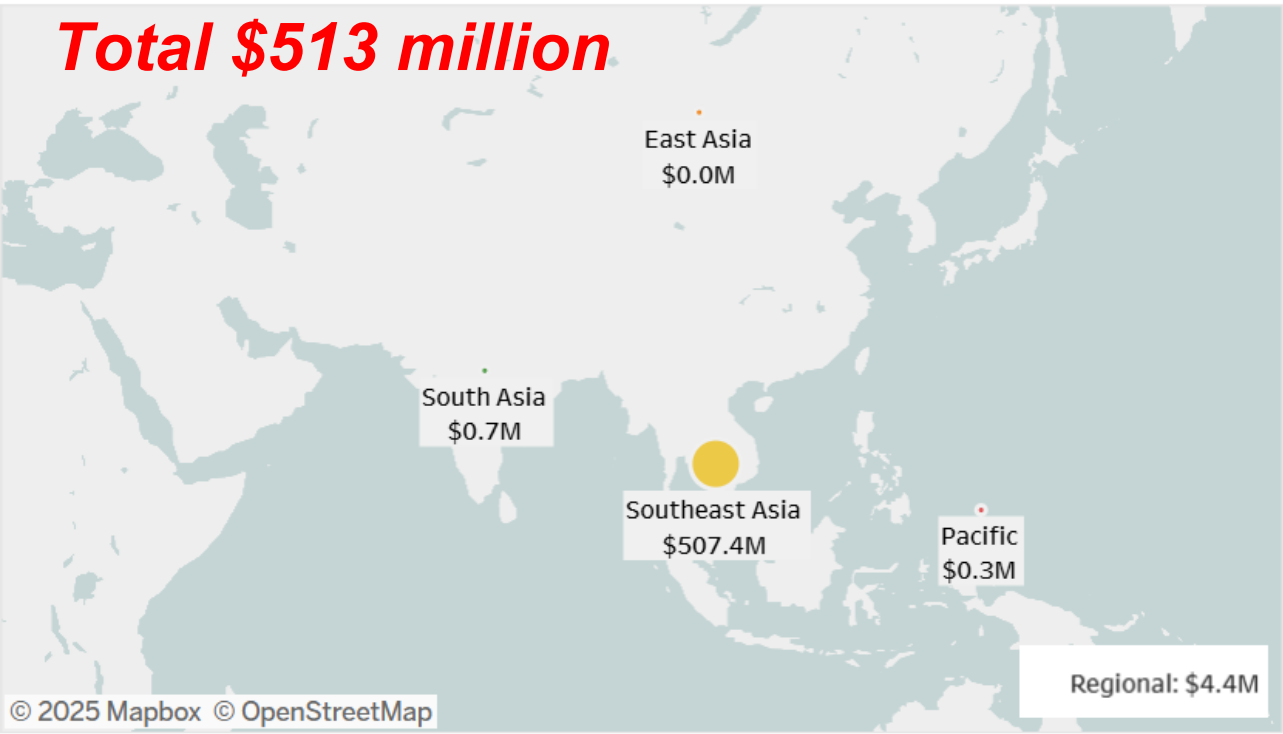 Total $513 million
East Asia
$0.0M
South Asia
$0.7M
Southeast Asia
$507.4M
Pacific
$0.3M
Regional: $4.4M
© 2025 Mapbox © OpenStreetMap